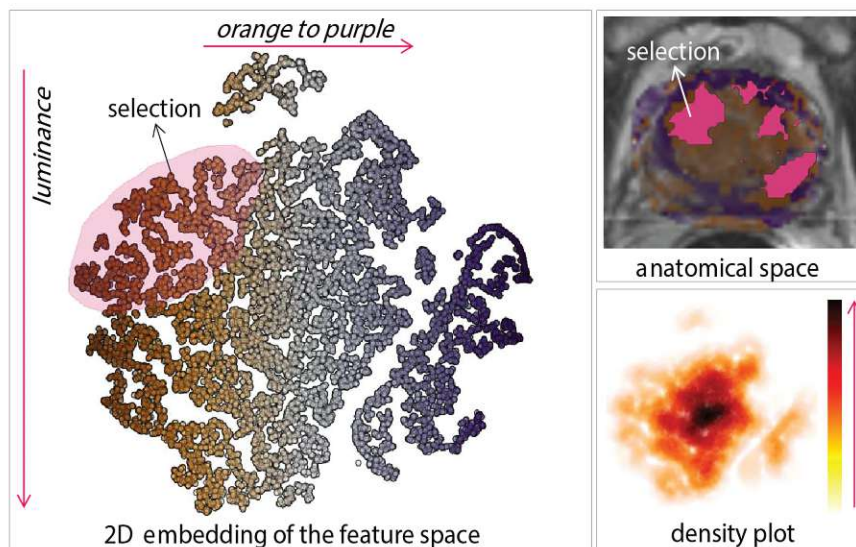 orange to purple
selection
luminance
2D embedding of the feature space
selection
anatomical space
density plot